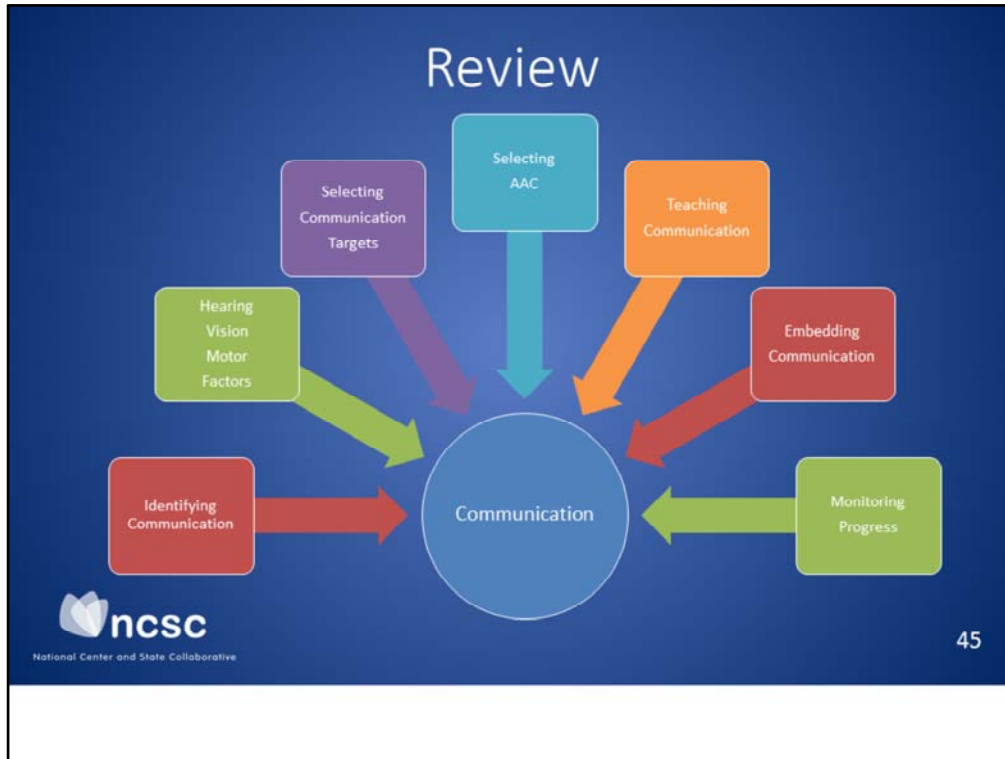 Review
Identifying
Communication
Hearing
Vision
Motor
Factors
Selecting
Communication
Targets
Selecting
AAC
Teaching
Communication
Embedding
Communication
Monitoring
Progress
Communication
ncsc
National Center and State Collaborative
45